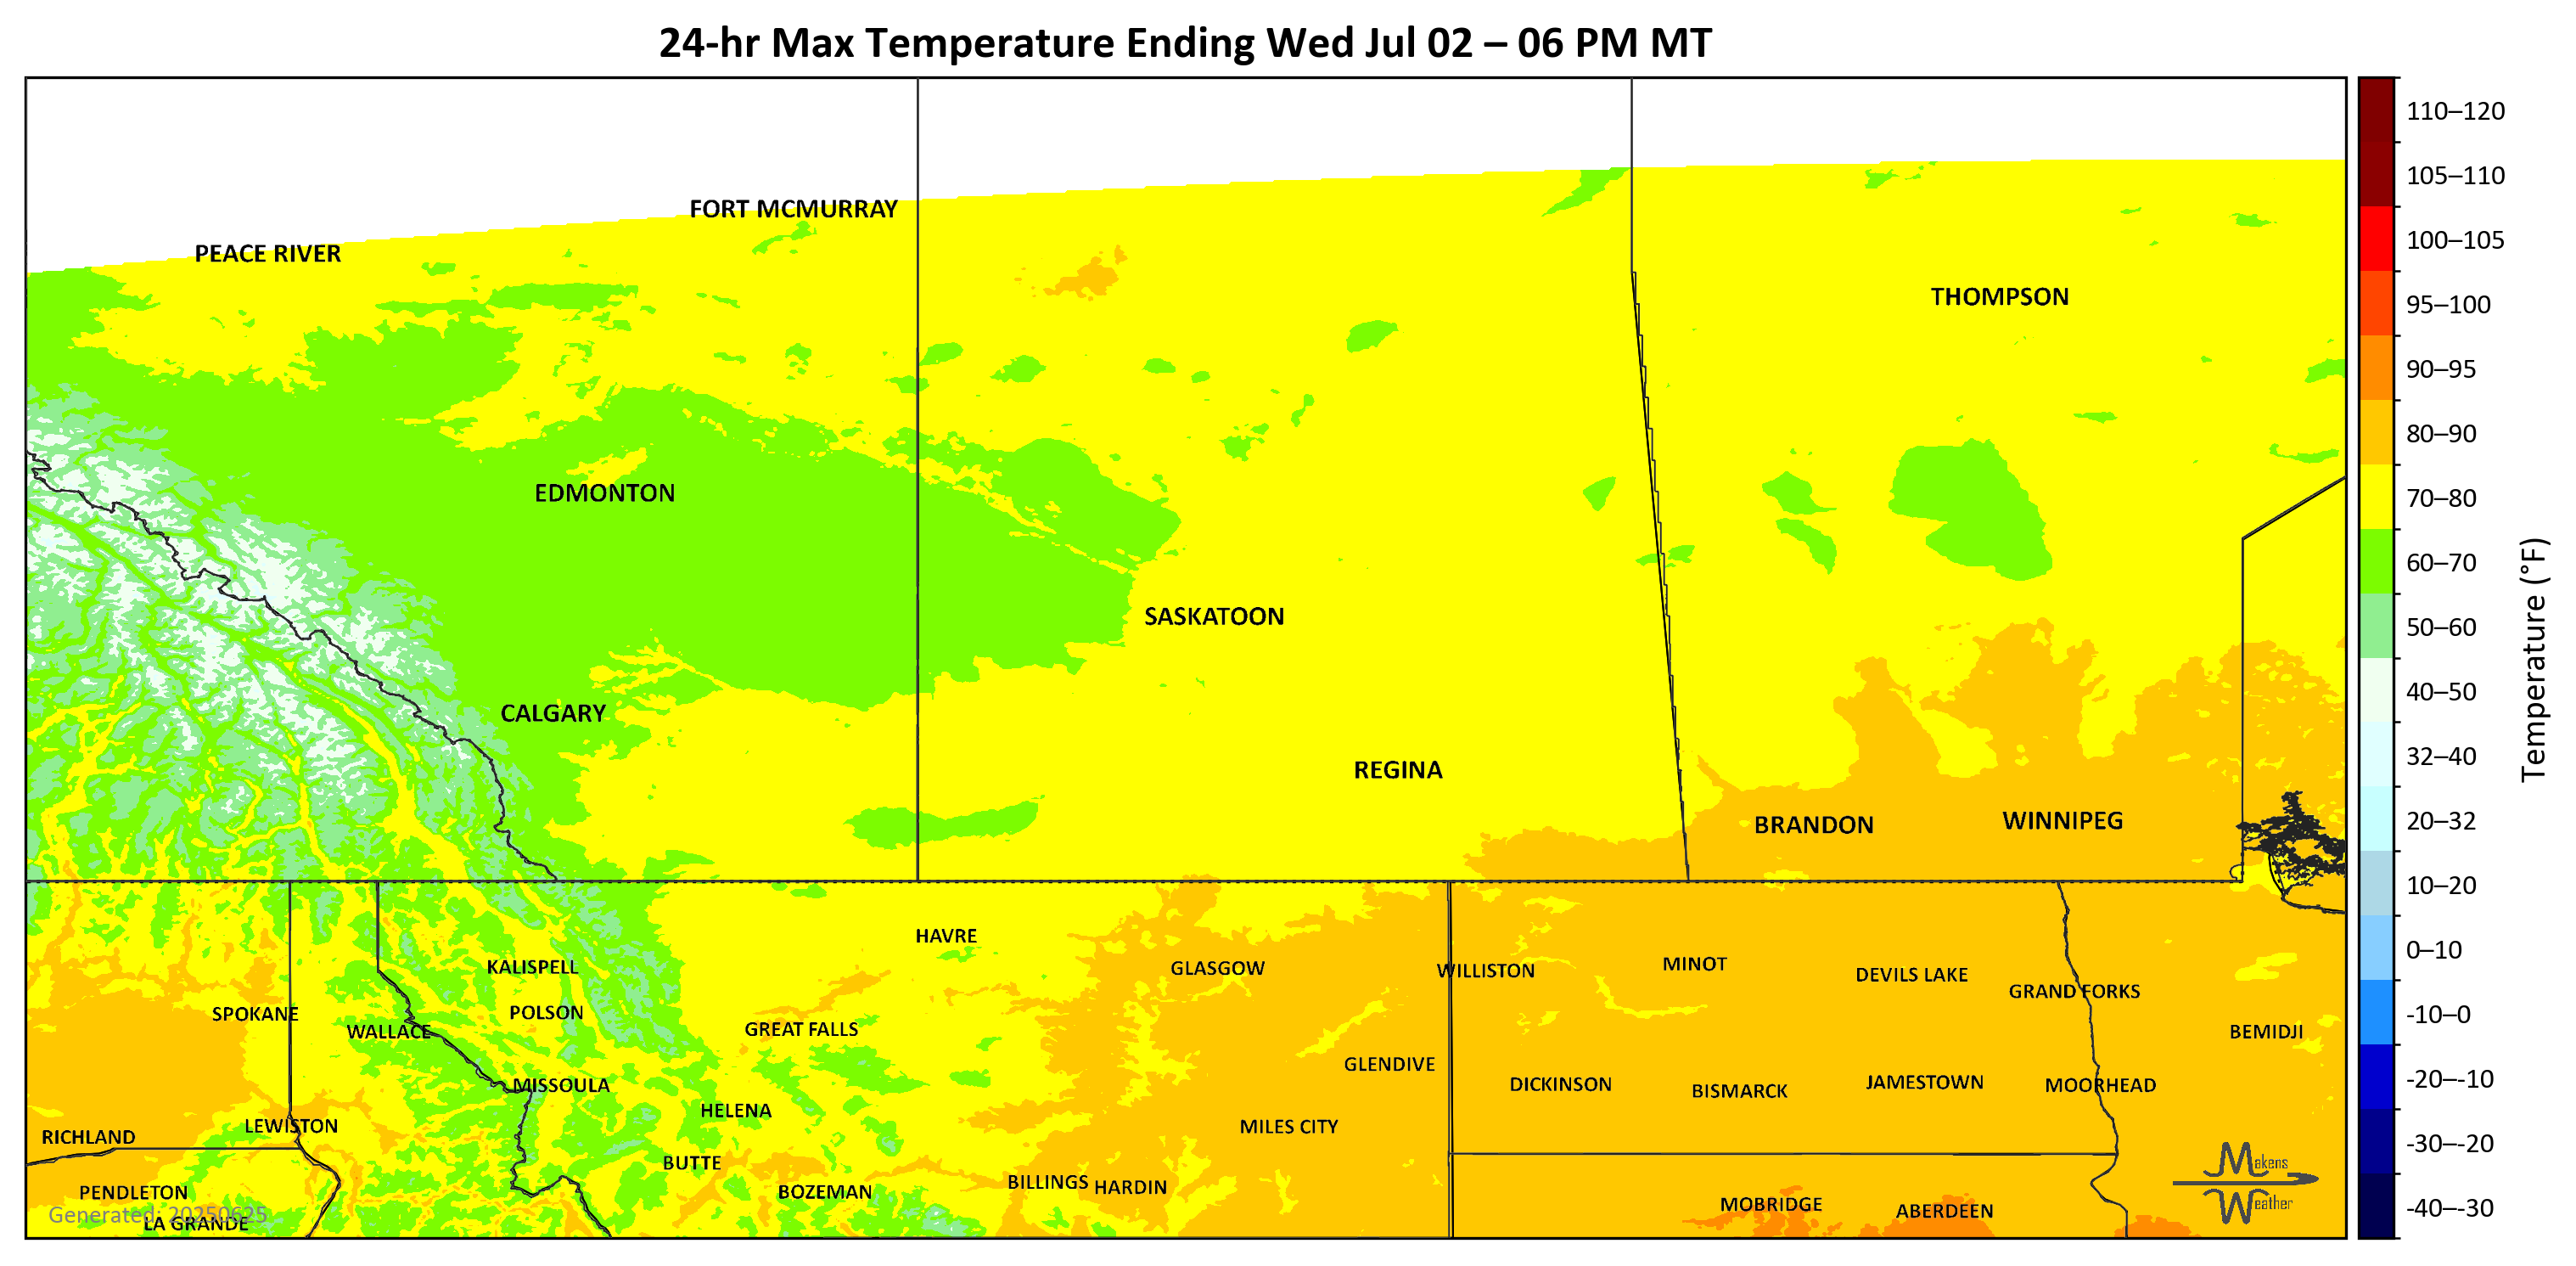 24-hr Max Temperature Ending Wed Jul 02 – 06 PM MT
110–120
105–110
100–105
95–100
90–95
80–90
70–80
60–70
50–60
40–50
32–40
20–32
10–20
0–10
-10–0
-20–-10
-30–-20
-40–-30
Temperature (°F)
FORT MCMURRAY
PEACE RIVER
THOMPSON
EDMONTON
SASKATOON
CALGARY
REGINA
BRANDON
WINNIPEG
HAVRE
KALISPELL
GLASGOW
WILLISTON
MINOT
DEVILS LAKE
GRAND FORKS
SPOKANE
POLSON
WALLACE
GREAT FALLS
BEMIDJI
GLENDIVE
MISSOULA
DICKINSON
BISMARCK
JAMESTOWN
MOORHEAD
HELENA
LEWISTON
MILES CITY
RICHLAND
BUTTE
PENDLETON
BOZEMAN
BILLINGS
HARDIN
MOBRIDGE
ABERDEEN
LA GRANDE
Generated: 20250625
Makens
Weather